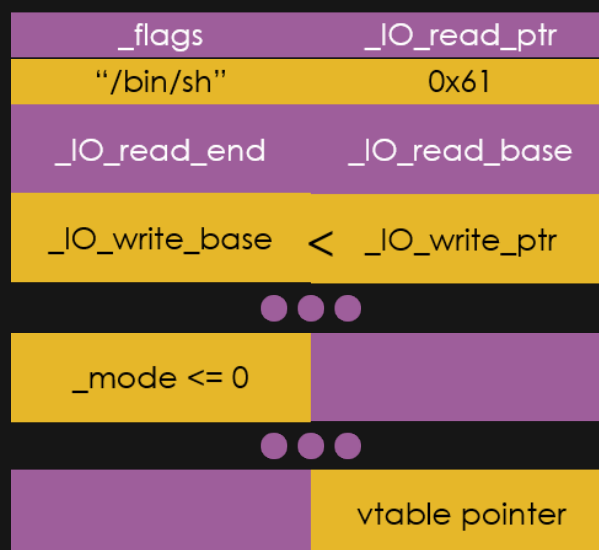 _flags _IO_read_ptr
“/bin/sh” 0x61
_IO_read_end _IO_read_base
_IO_write_base < _IO_write_ptr
_mode <= 0
vtable pointer